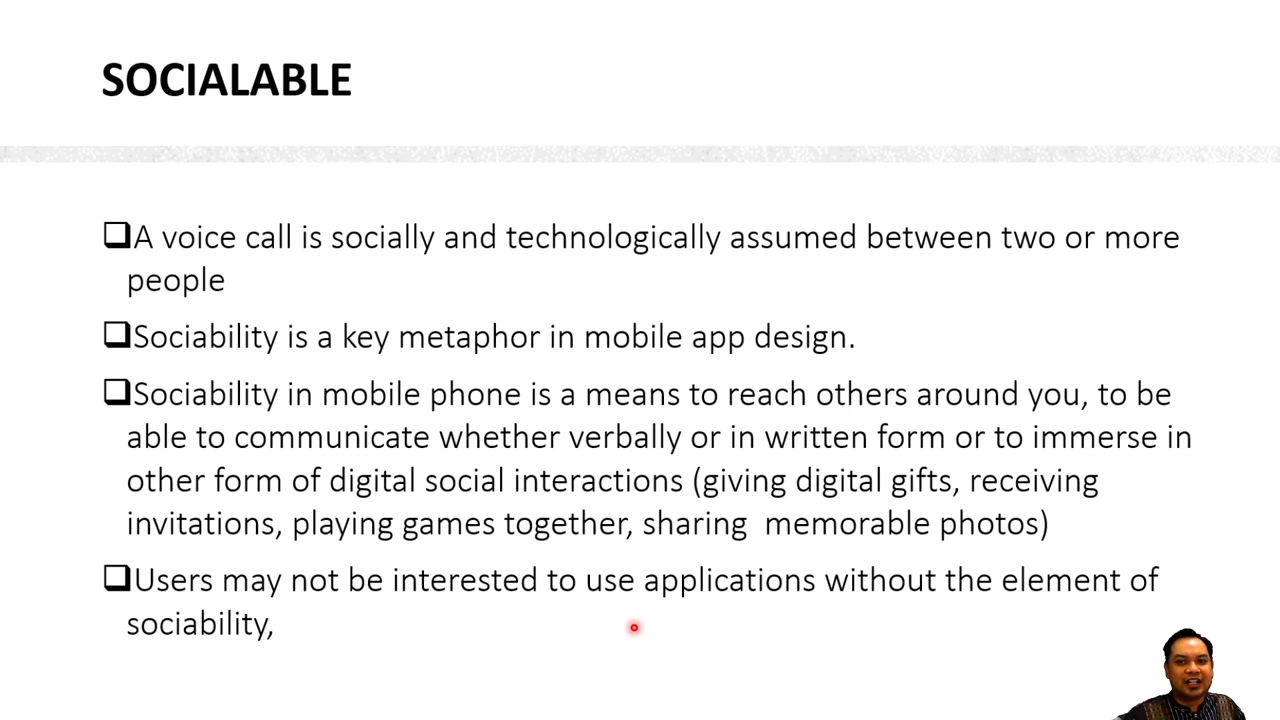 SOCIALABLE
A voice call is socially and technologically assumed between two or more
people
Sociability is a key metaphor in mobile app design.
Sociability in mobile phone is a means to reach others around you, to be
able to communicate whether verbally or in written form or to immerse in
other form of digital social interactions (giving digital gifts, receiving
invitations, playing games together, sharing  memorable photos)
Users may not be interested to use applications without the element of
sociability,